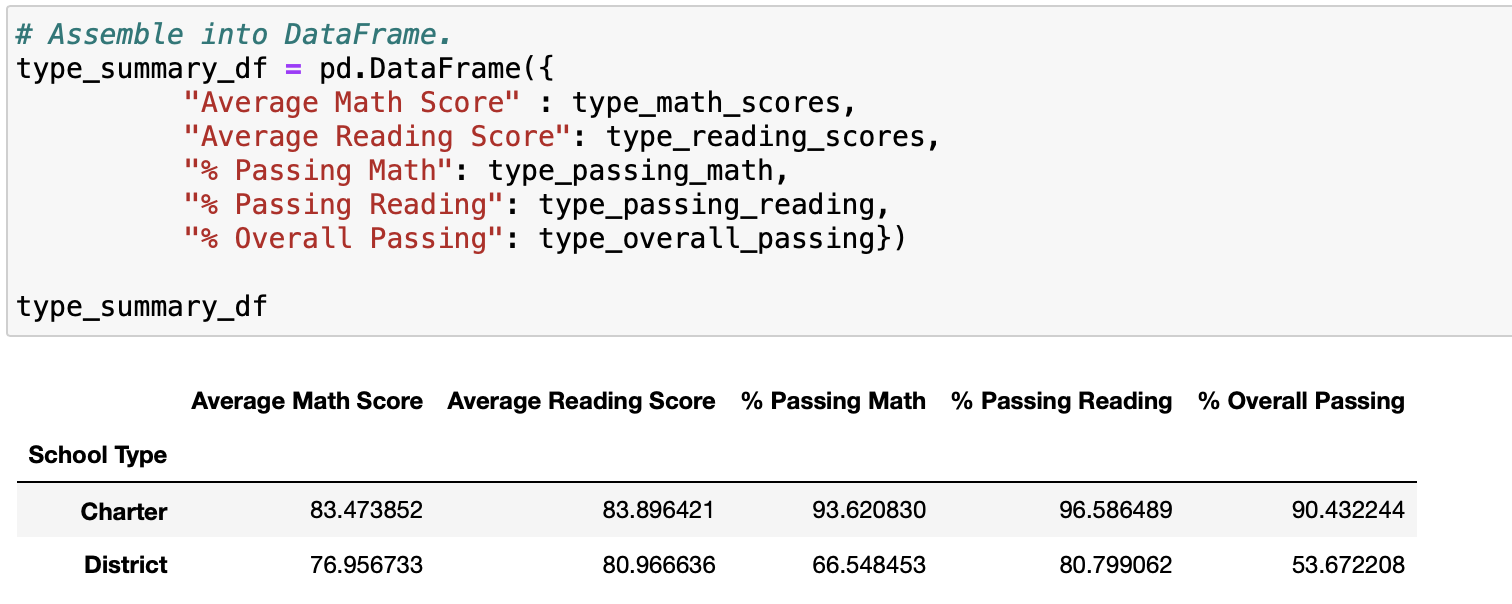 # Assemble into DataFrame.
type_summary_df = pd.DataFrame({
          "Average Math Score" : type_math_scores,
          "Average Reading Score": type_reading_scores,
          "% Passing Math": type_passing_math,
          "% Passing Reading": type_passing_reading,
          "% Overall Passing": type_overall_passing})
type_summary_df
Average Math Score Average Reading Score % Passing Math % Passing Reading % Overall Passing
School Type
Charter 83.473852 83.896421 93.620830 96.586489 90.432244
District 76.956733 80.966636 66.548453 80.799062 53.672208